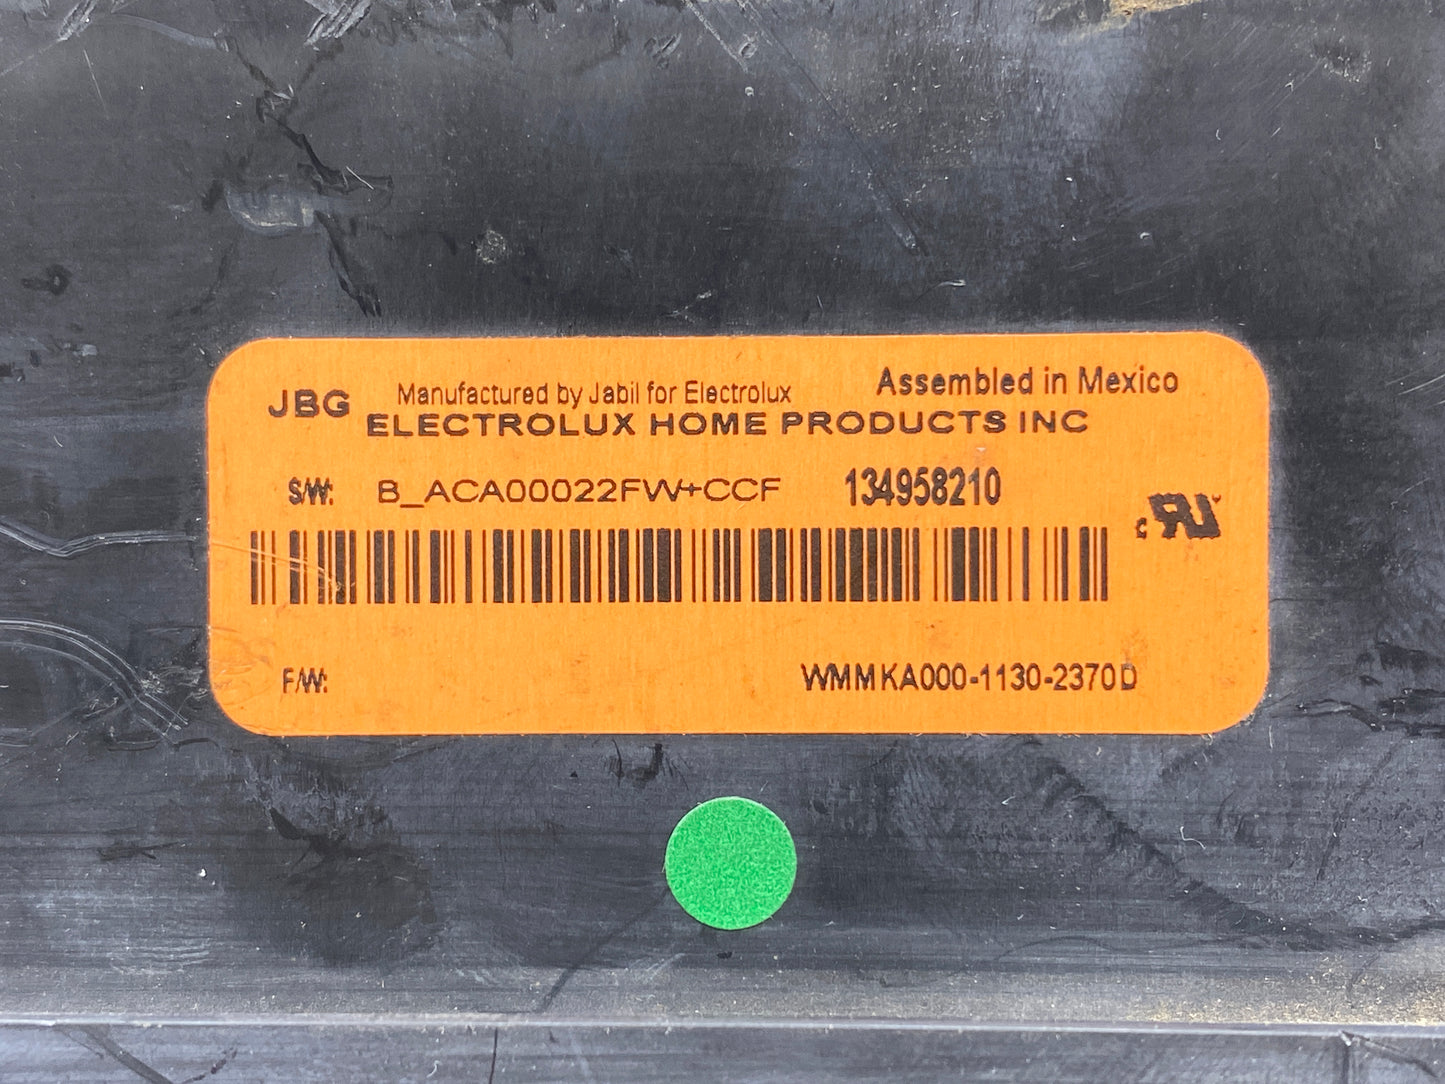 JBG Manufactured by Jabil for Electrolux Assembled in Mexico
ELECTROLUX HOME PRODUCTS INC
S/W: B_ACA00022FW+CCF 134958210
c RU
F/W: WMMKA000-1130-2370D